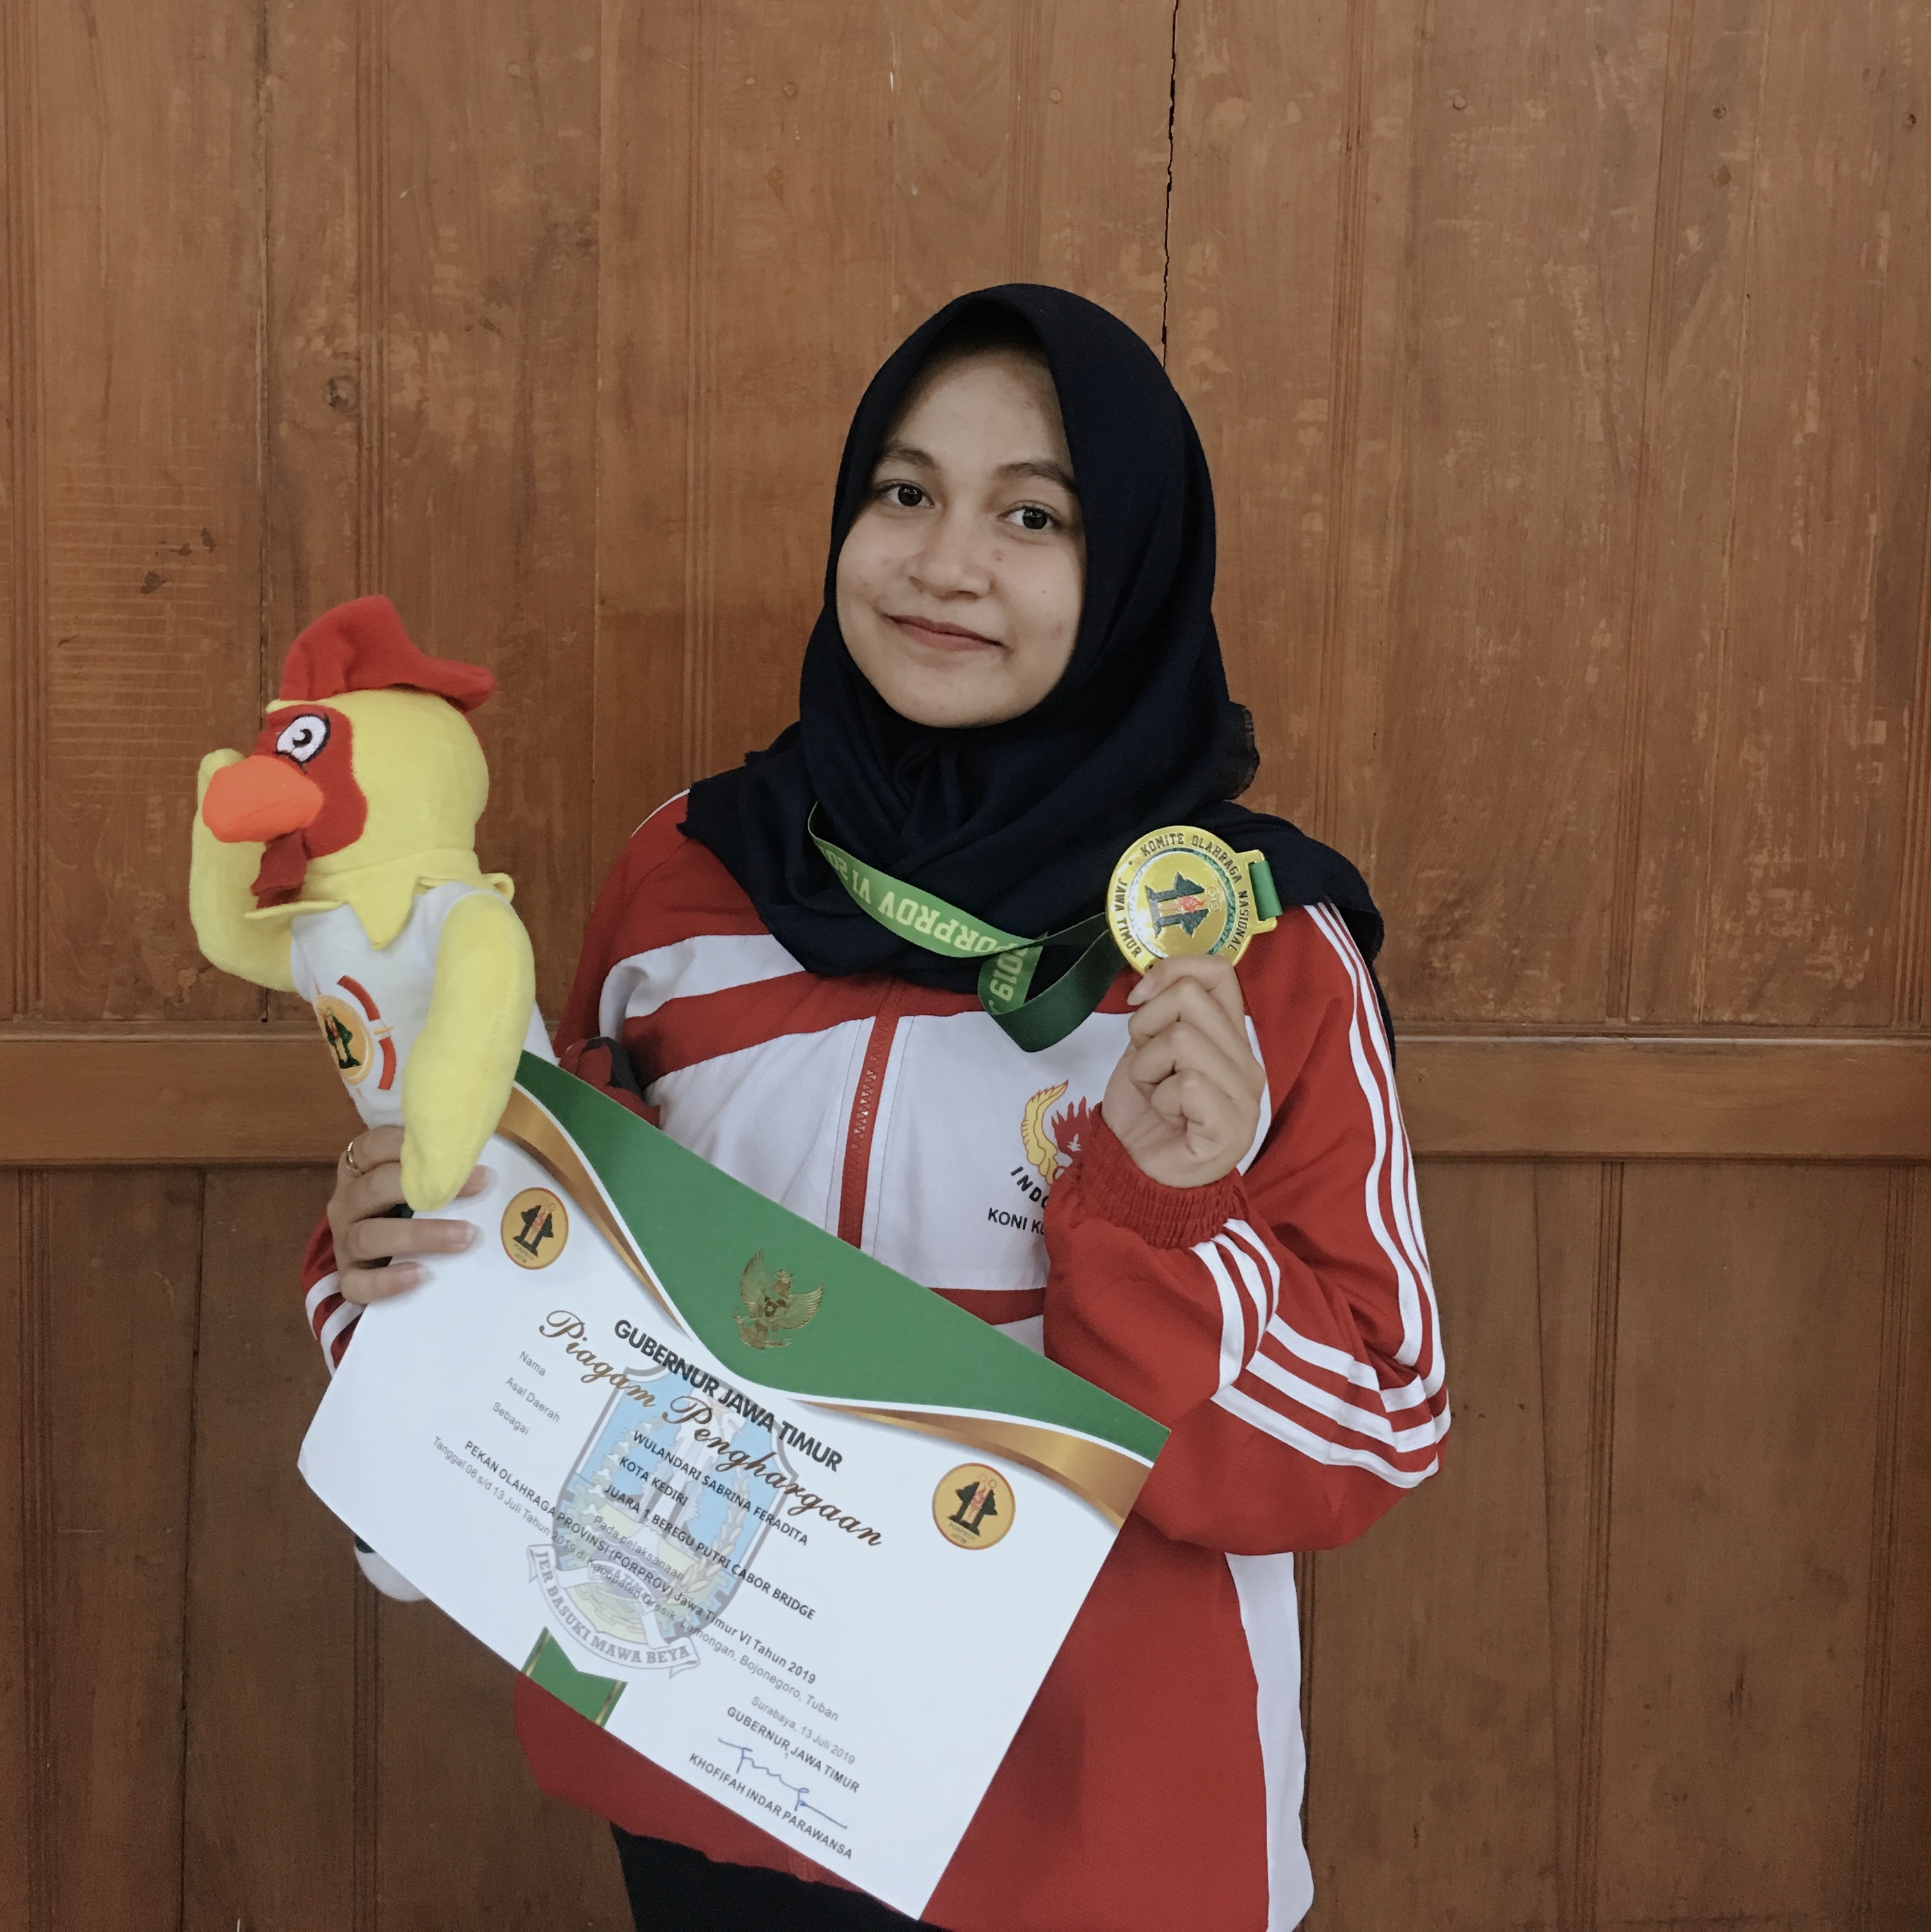 PORPROV VI 20
2019
KOMITE OLAHRAGA NASIONAL
JAWA TIMUR
KONI
GUBERNUR JAWA TIMUR
Piagam Penghargaan
Nama WULANDARI SABRINA FERADITA
Asal Daerah KOTA KEDIRI
Sebagai JUARA 1 BEREGU PUTRI CABOR BRIDGE
Pada pelaksanaan
PEKAN OLAHRAGA PROVINSI (PORPROV) Jawa Timur VI Tahun 2019
Tanggal 06 s/d 13 Juli Tahun 2019 di Kabupaten Gresik, Lamongan, Bojonegoro, Tuban
JER BASUKI MAWA BEYA
Surabaya, 13 Juli 2019
GUBERNUR JAWA TIMUR
KHOFIFAH INDAR PARAWANSA